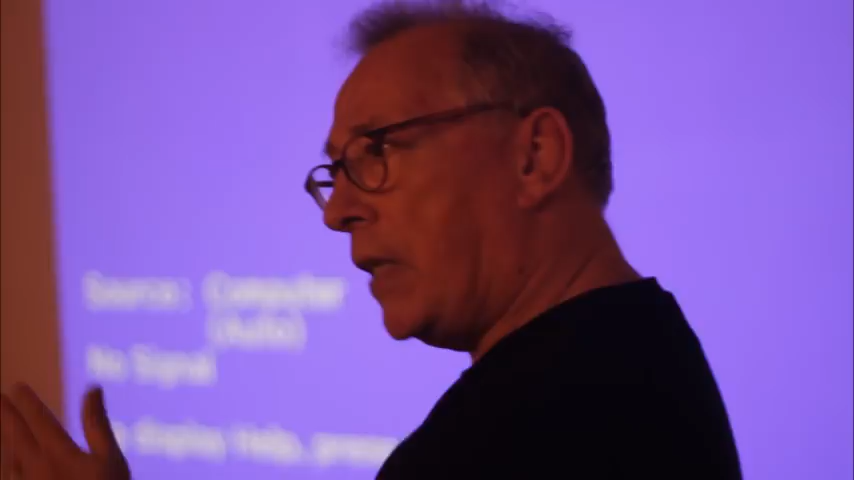 Source: Computer
(Auto)
No Signal
display Help, press